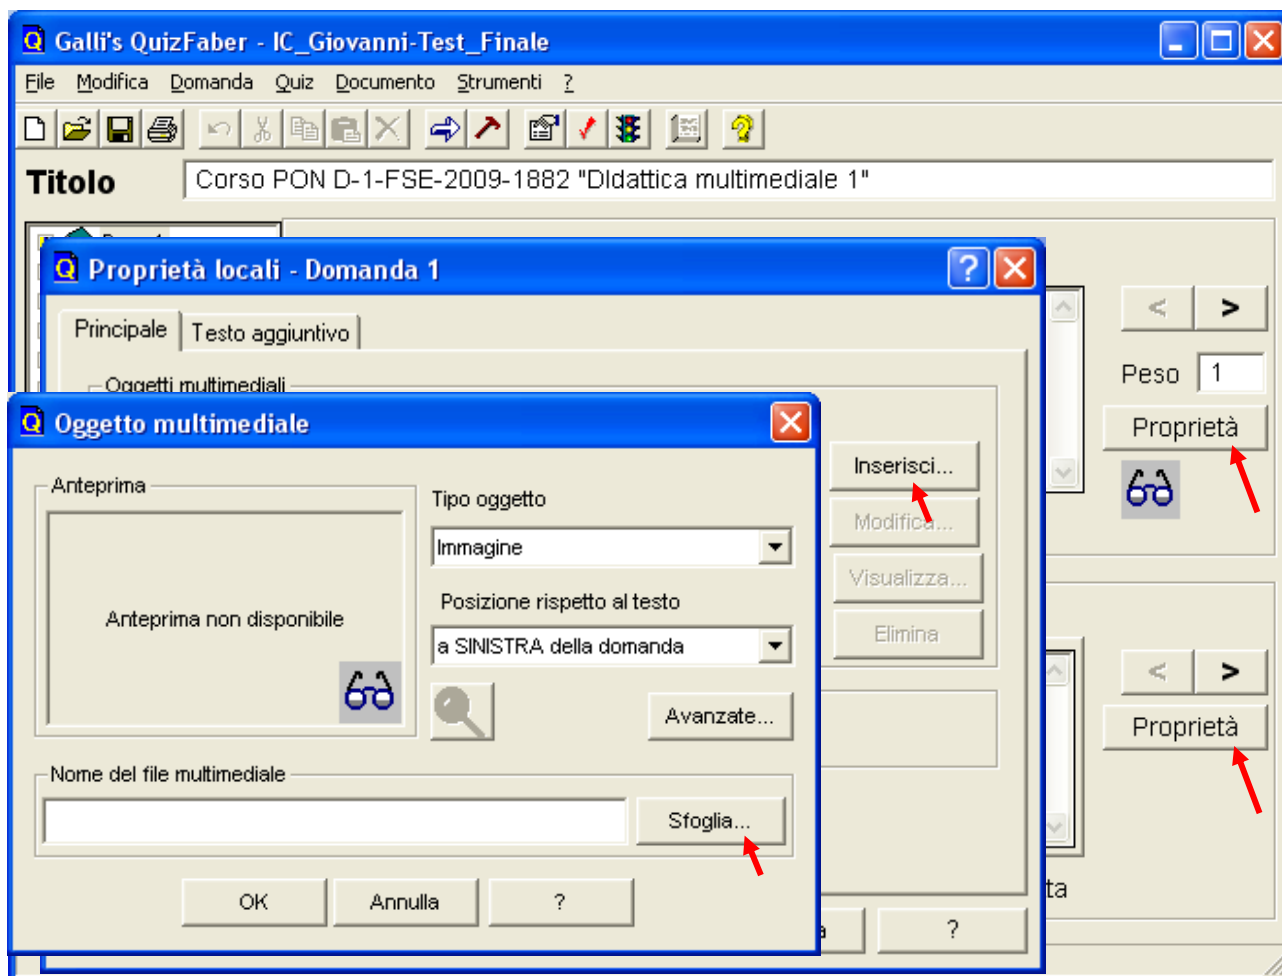 Galli's QuizFaber - IC_Giovanni-Test_Finale
File Modifica Domanda Quiz Documento Strumenti ?
Titolo
Corso PON D-1-FSE-2009-1882 "DIdattica multimediale 1"
Proprietà locali - Domanda 1
Principale
Testo aggiuntivo
Oggetti multimediali
< >
Peso 1
Proprietà
Inserisci...
Modifica...
Visualizza...
Elimina
Oggetto multimediale
Anteprima
Anteprima non disponibile
Tipo oggetto
Immagine
Posizione rispetto al testo
a SINISTRA della domanda
Avanzate...
Nome del file multimediale
Sfoglia...
OK
Annulla
?
< >
Proprietà
ta
?